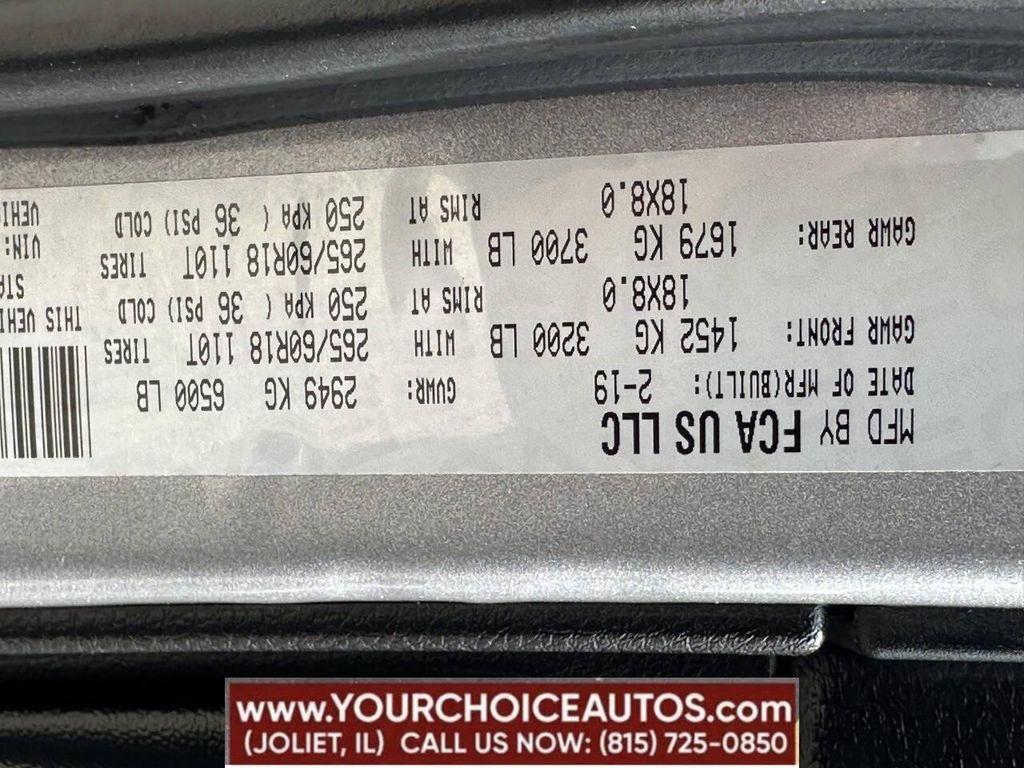 MFD BY FCA US LLC
DATE OF MFR(BUILT): 2-19 GVWR: 2949 KG 6500 LB
GAWR FRONT: 1452 KG 3200 LB WITH 265/60R18 110T TIRES
18X8.0 RIMS AT 250 KPA ( 36 PSI) COLD THIS
GAWR REAR: 1679 KG 3700 LB WITH 265/60R18 110T TIRES
18X8.0 RIMS AT 250 KPA ( 36 PSI) COLD VIN:
www.YOURCHOICEAUTOS.com
(JOLIET, IL) CALL US NOW: (815) 725-0850